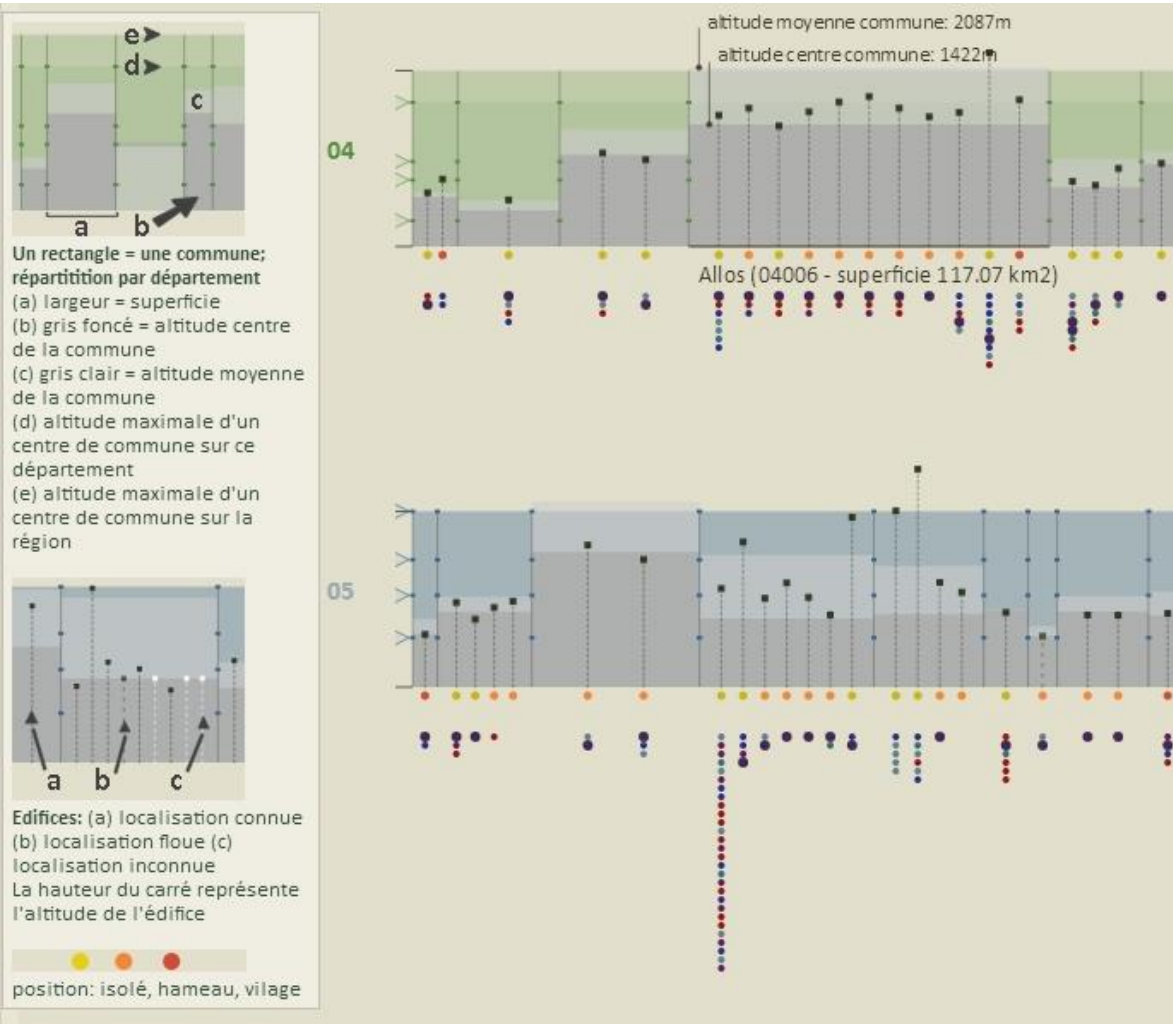 e
d
c
a
b
Un rectangle = une commune;
répartitition par département
(a) largeur = superficie
(b) gris foncé = altitude centre
de la commune
(c) gris clair = altitude moyenne
de la commune
(d) altitude maximale d'un
centre de commune sur ce
département
(e) altitude maximale d'un
centre de commune sur la
région
a
b
c
Edifices: (a) localisation connue
(b) localisation floue (c)
localisation inconnue
La hauteur du carré représente
l'altitude de l'édifice
position: isolé, hameau, vilage
altitude moyenne commune: 2087m
altitude centre commune: 1422m
04
Allos (04006 - superficie 117.07 km2)
05